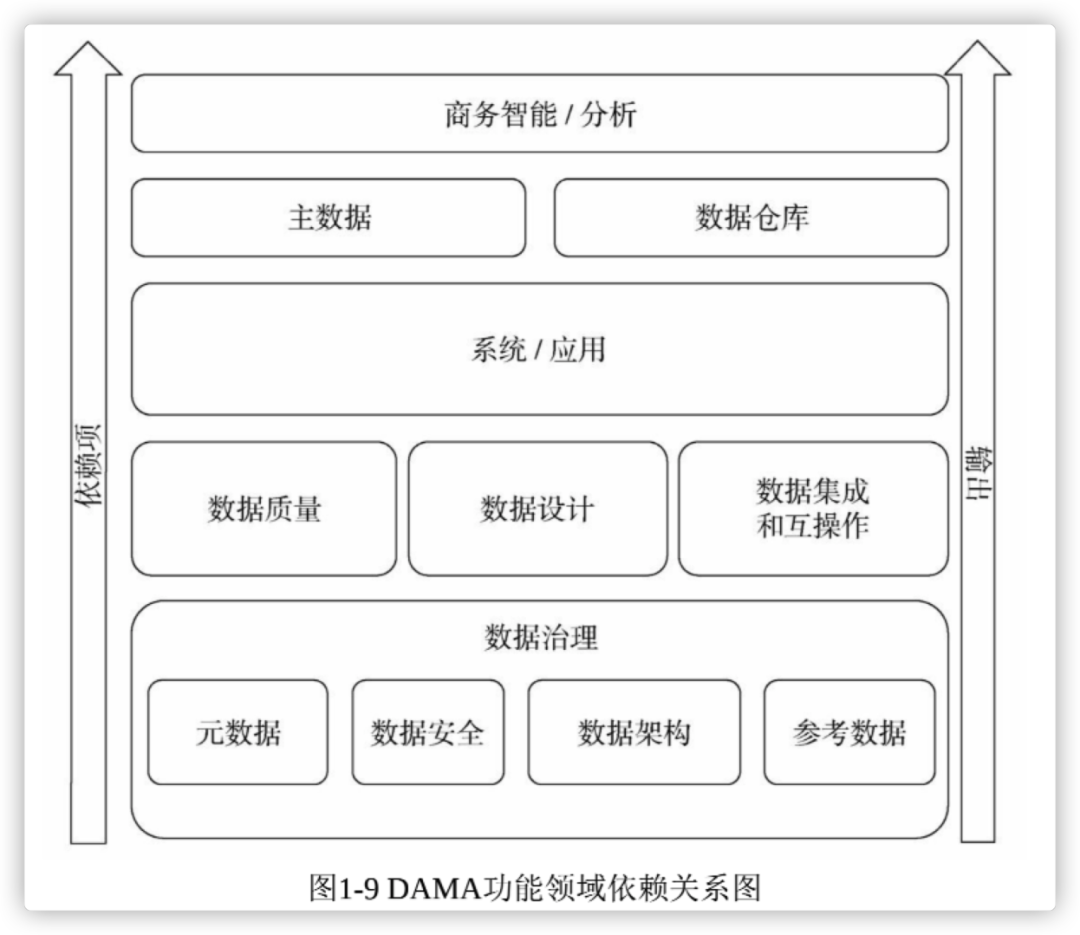 商务智能 / 分析
主数据
数据仓库
系统 / 应用
依赖项
输出
数据质量
数据设计
数据集成
和互操作
数据治理
元数据
数据安全
数据架构
参考数据
图1-9 DAMA功能领域依赖关系图